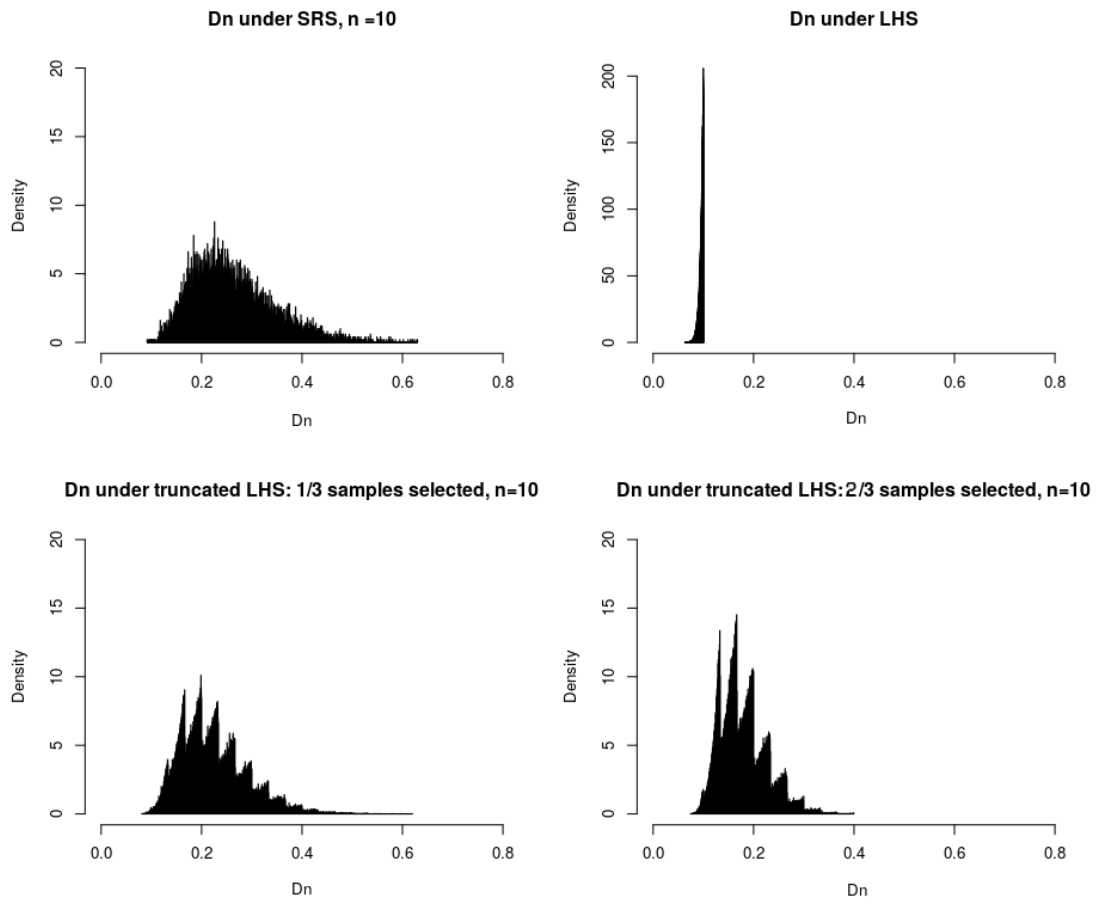 Dn under SRS, n =10
Density
20
15
10
5
0
0.0 0.2 0.4 0.6 0.8
Dn
Dn under LHS
Density
200
150
100
50
0
0.0 0.2 0.4 0.6 0.8
Dn
Dn under truncated LHS: 1/3 samples selected, n=10
Density
20
15
10
5
0
0.0 0.2 0.4 0.6 0.8
Dn
Dn under truncated LHS:2/3 samples selected, n=10
Density
20
15
10
5
0
0.0 0.2 0.4 0.6 0.8
Dn